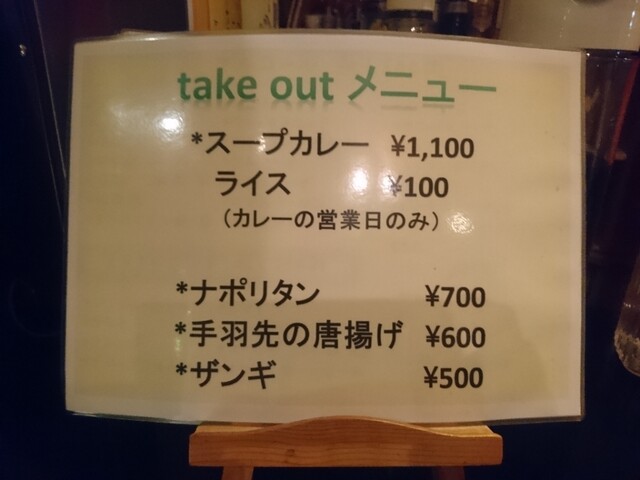 take out メニュー
*スープカレー ¥1,100
ライス ¥100
（カレーの営業日のみ）
*ナポリタン ¥700
*手羽先の唐揚げ ¥600
*ザンギ ¥500